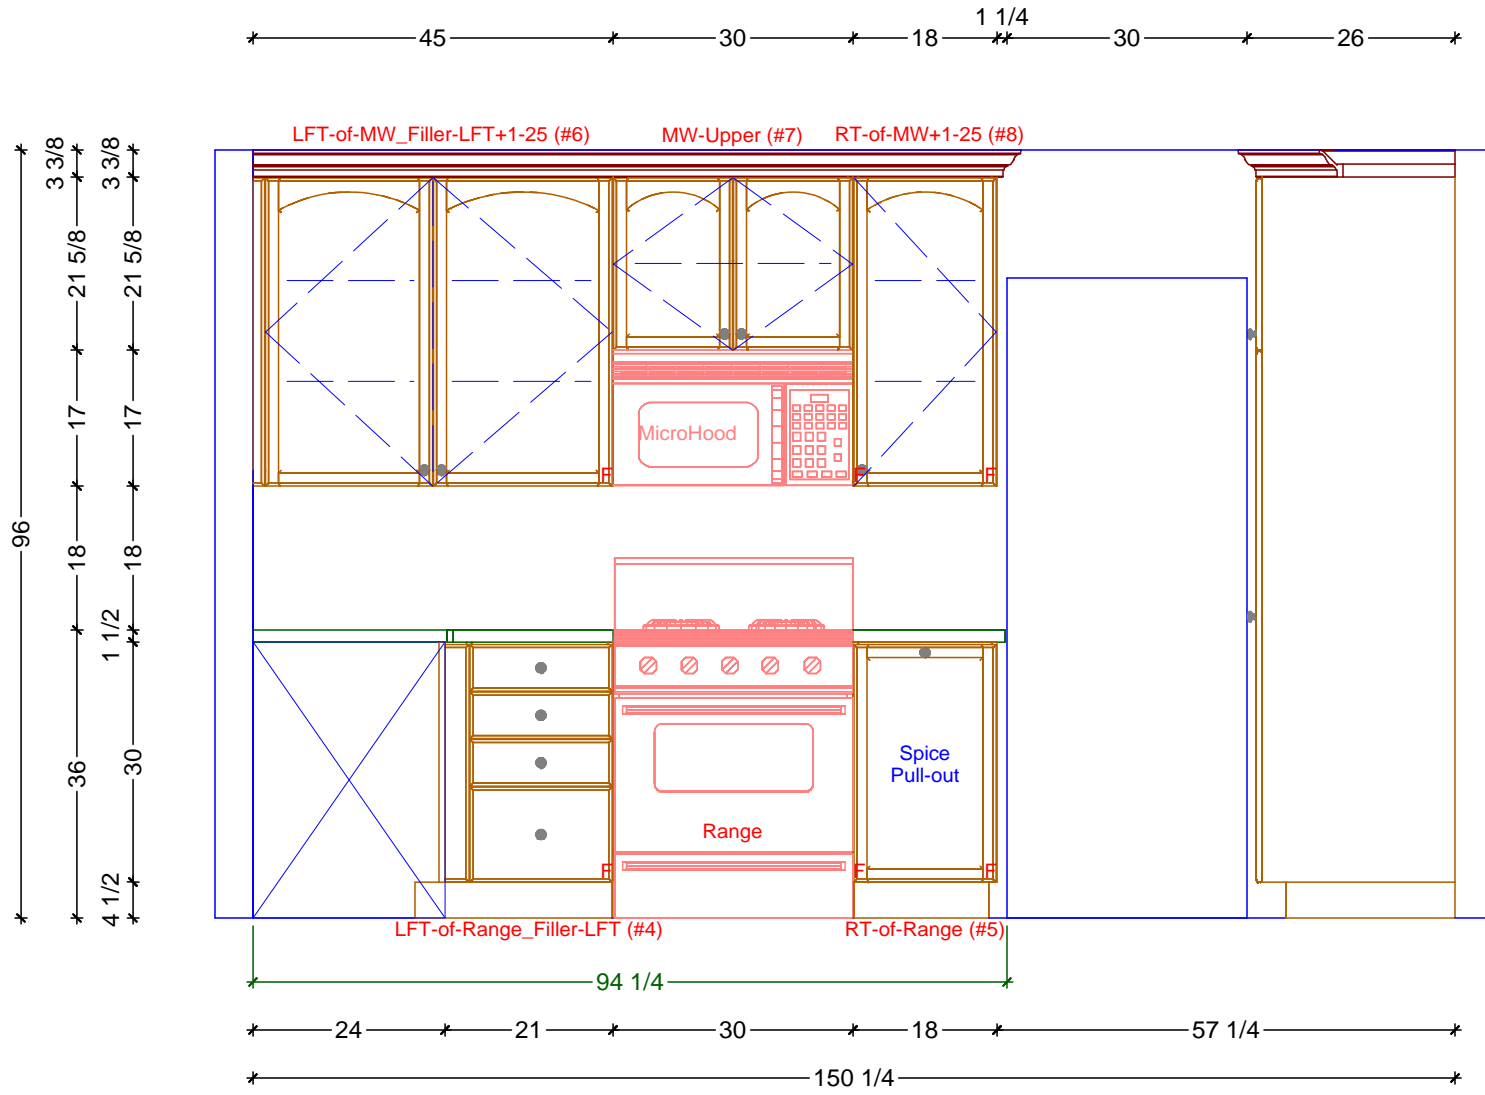 1 1/4
45
30
18
30
26
LFT-of-MW_Filler-LFT+1-25 (#6)
MW-Upper (#7)
RT-of-MW+1-25 (#8)
3 3/8
3 3/8
21 5/8
21 5/8
17
17
MicroHood
F
F
F
96
18
18
1 1/2
36
30
Spice
Pull-out
Range
F
F
F
4 1/2
LFT-of-Range_Filler-LFT (#4)
RT-of-Range (#5)
94 1/4
24
21
30
18
57 1/4
150 1/4